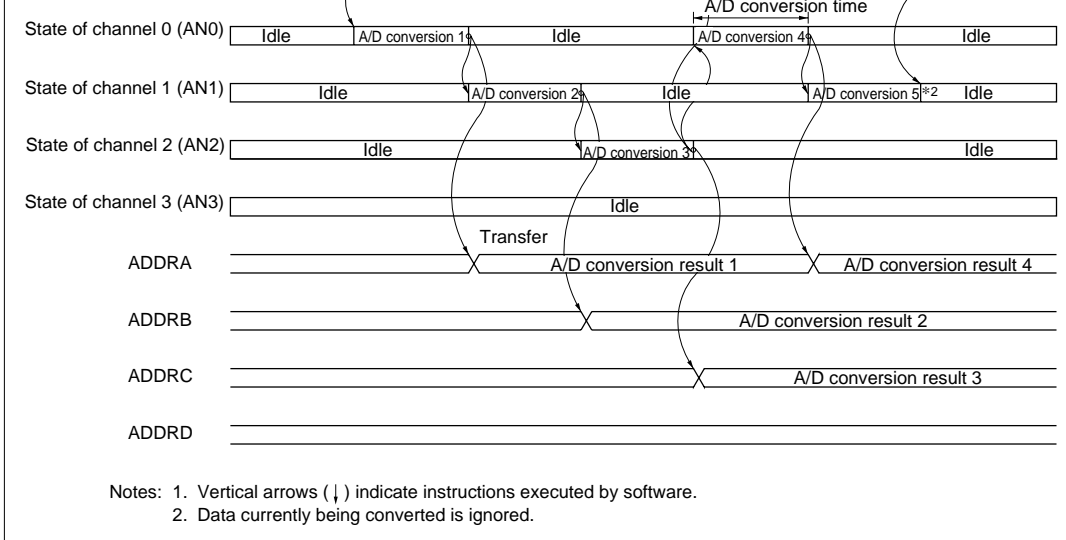 A/D conversion time
State of channel 0 (AN0) Idle A/D conversion 1 Idle A/D conversion 4 Idle
State of channel 1 (AN1) Idle A/D conversion 2 Idle A/D conversion 5 *2 Idle
State of channel 2 (AN2) Idle A/D conversion 3 Idle
State of channel 3 (AN3) Idle
Transfer
ADDRA A/D conversion result 1 A/D conversion result 4
ADDRB A/D conversion result 2
ADDRC A/D conversion result 3
ADDRD
Notes: 1. Vertical arrows (↓) indicate instructions executed by software.
2. Data currently being converted is ignored.